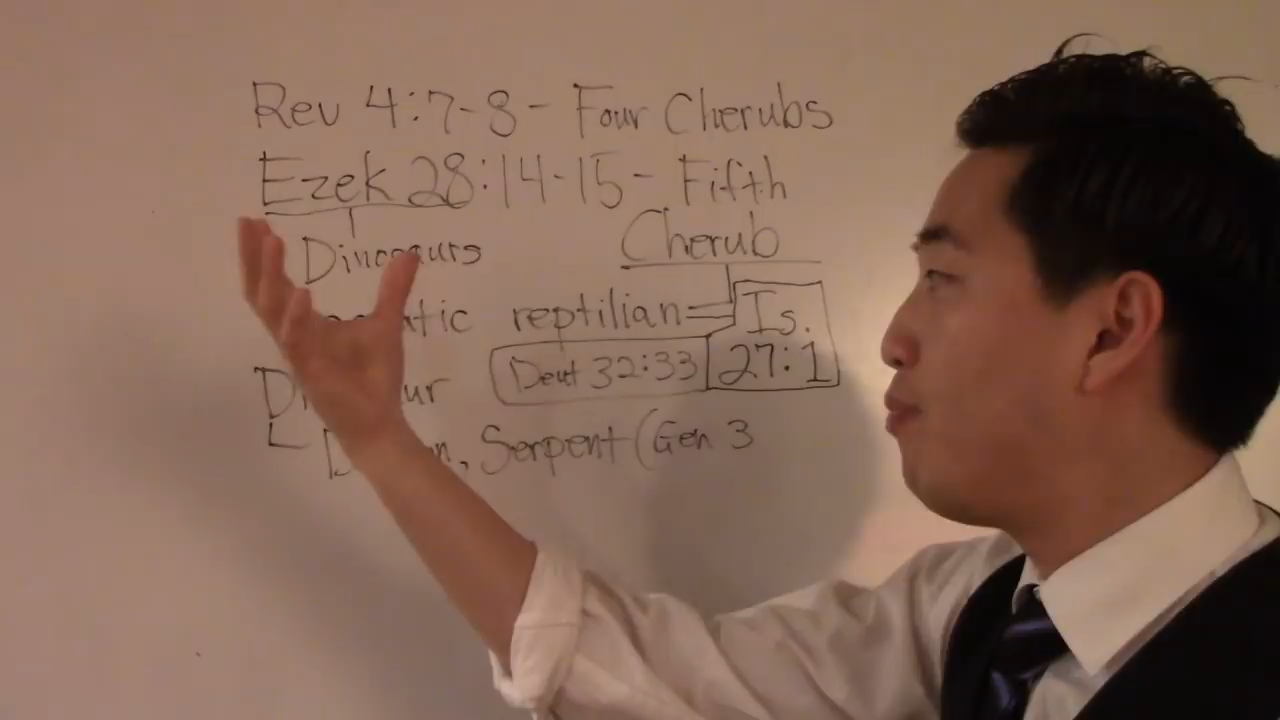 Rev 4:7-8 - Four Cherubs
Ezek 28:14-15 - Fifth
Cherub
Dinosaurs
reptilian = Is.
27:1
Deut 32:33
Serpent (Gen 3